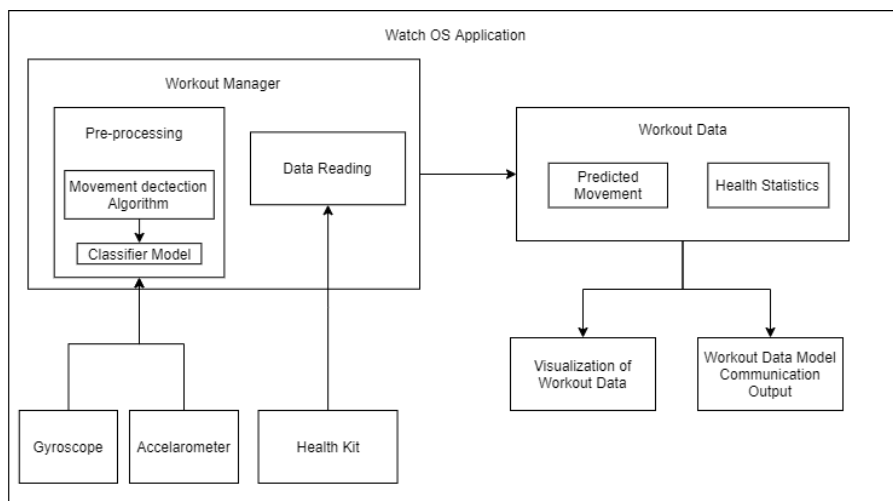 Watch OS Application
Workout Manager
Pre-processing
Movement dectection
Algorithm
Classifier Model
Data Reading
Workout Data
Predicted
Movement
Health Statistics
Visualization of
Workout Data
Workout Data Model
Communication
Output
Gyroscope
Accelarometer
Health Kit